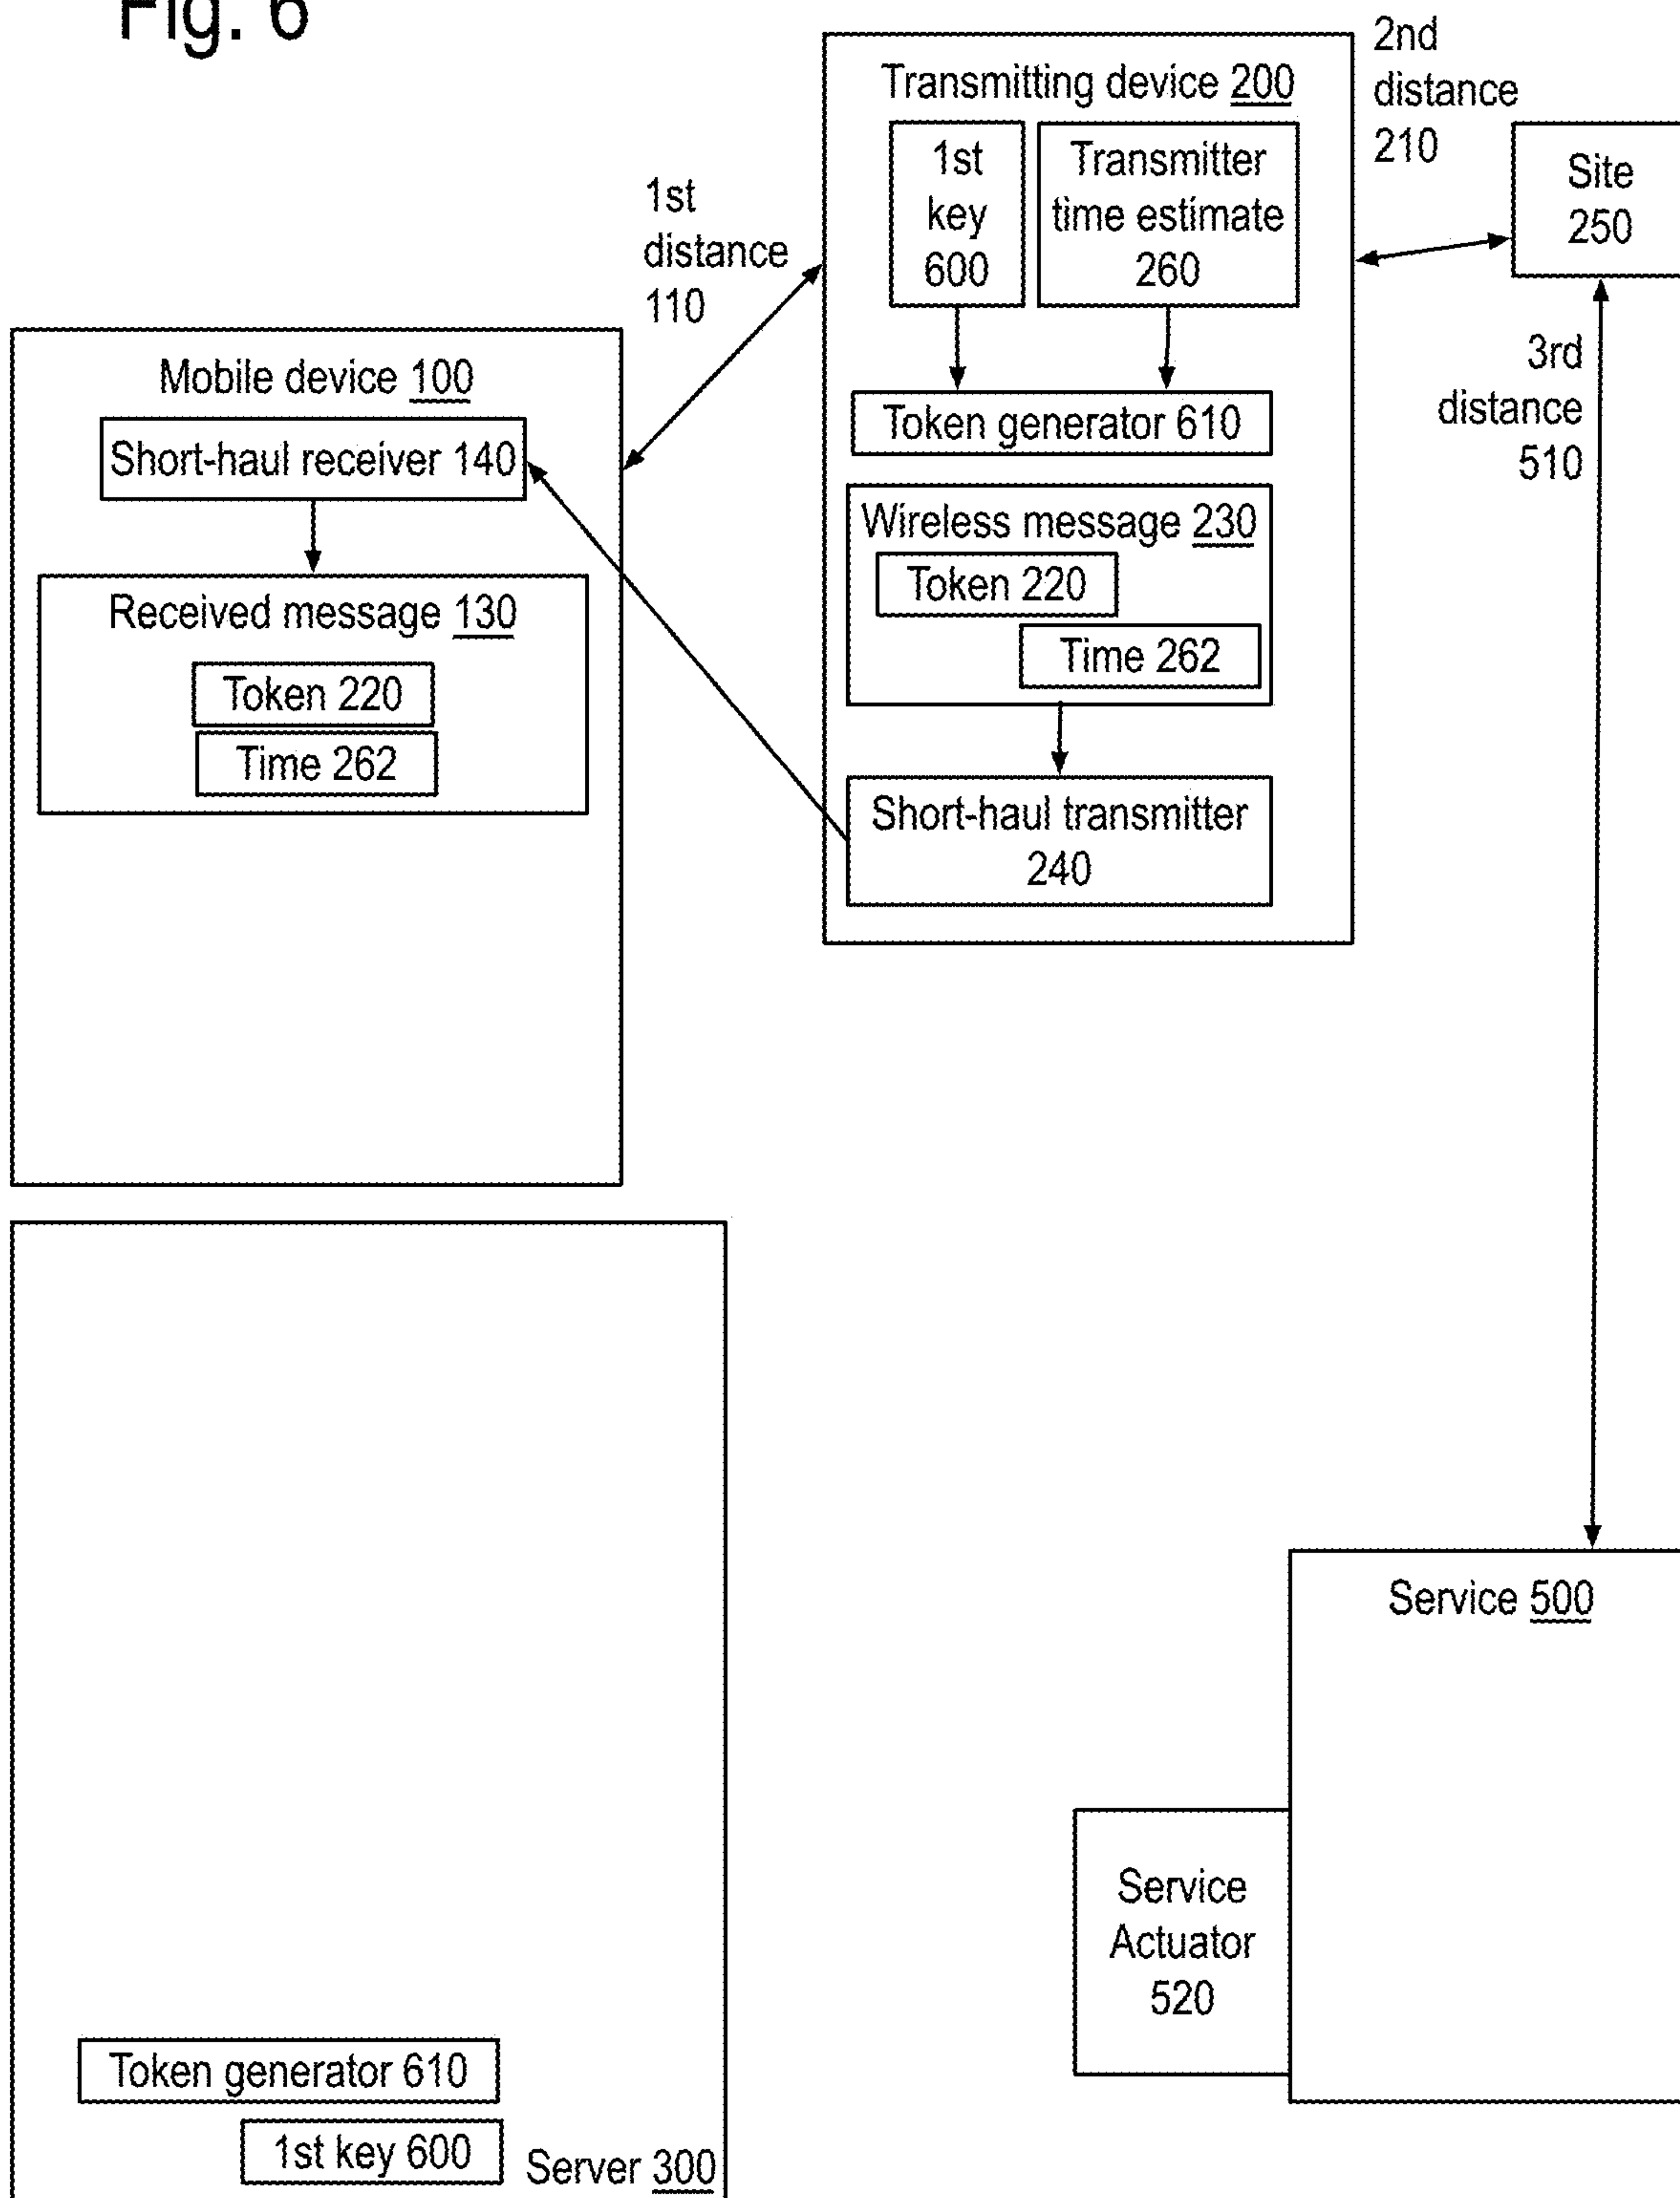 Fig. 6
Transmitting device 200
1st
key
600
Transmitter
time estimate
260
Token generator 610
Wireless message 230
Token 220
Time 262
Short-haul transmitter
240
2nd
distance
210
Site
250
1st
distance
110
3rd
distance
510
Mobile device 100
Short-haul receiver 140
Received message 130
Token 220
Time 262
Service 500
Service
Actuator
520
Token generator 610
1st key 600
Server 300